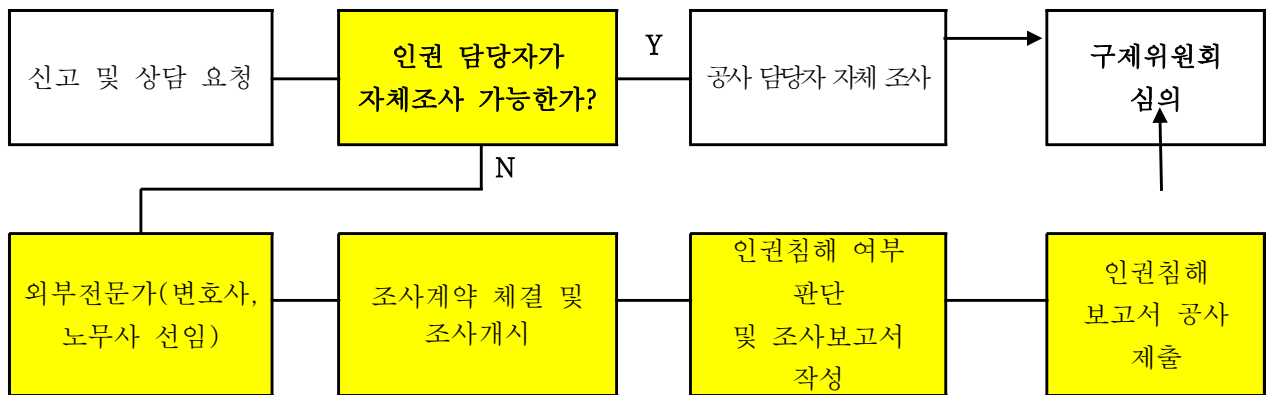 신고 및 상담 요청
인권 담당자가
자체조사 가능한가?
Y
공사 담당자 자체 조사
구제위원회
심의
N
외부전문가(변호사,
노무사 선임)
조사계약 체결 및
조사개시
인권침해 여부
판단
및 조사보고서
작성
인권침해
보고서 공사
제출